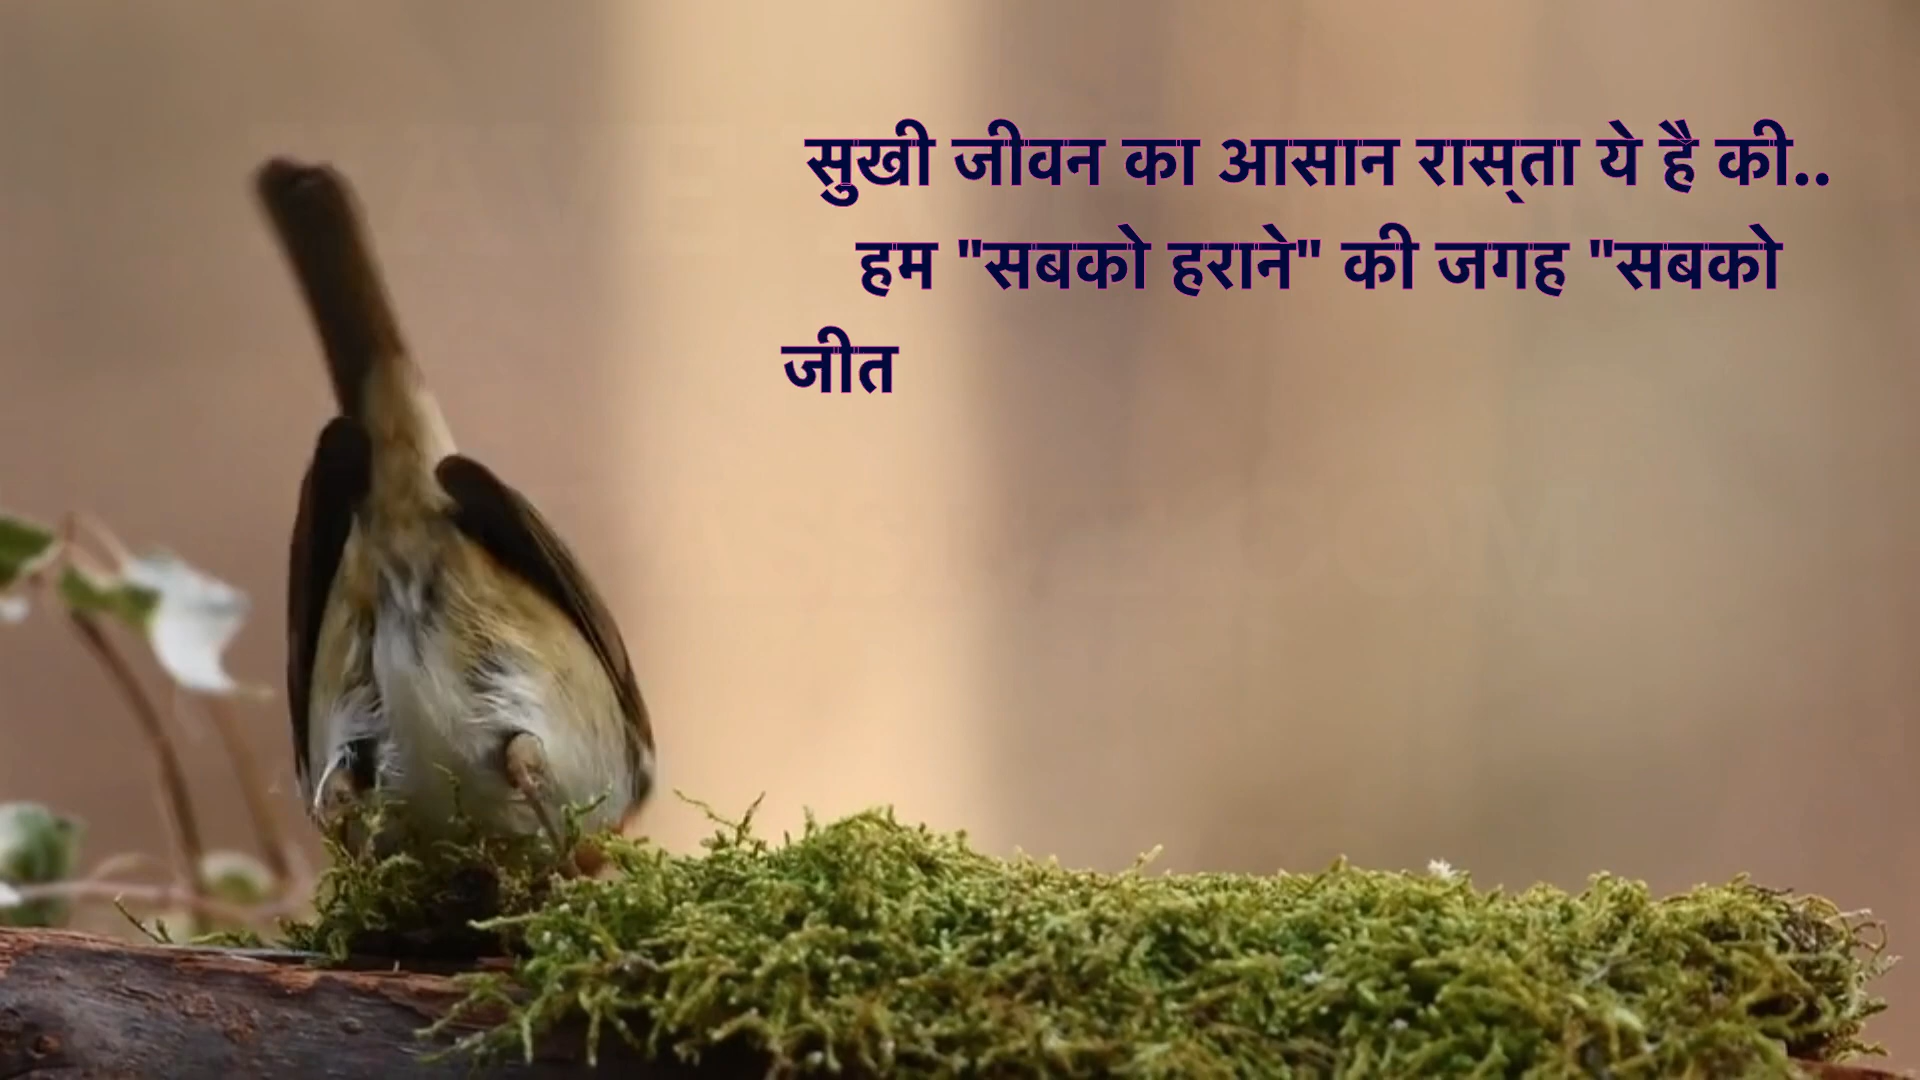 सुखी जीवन का आसान रास्‌ता ये है की..
हम "सबको हराने" की जगह "सबको
जीत